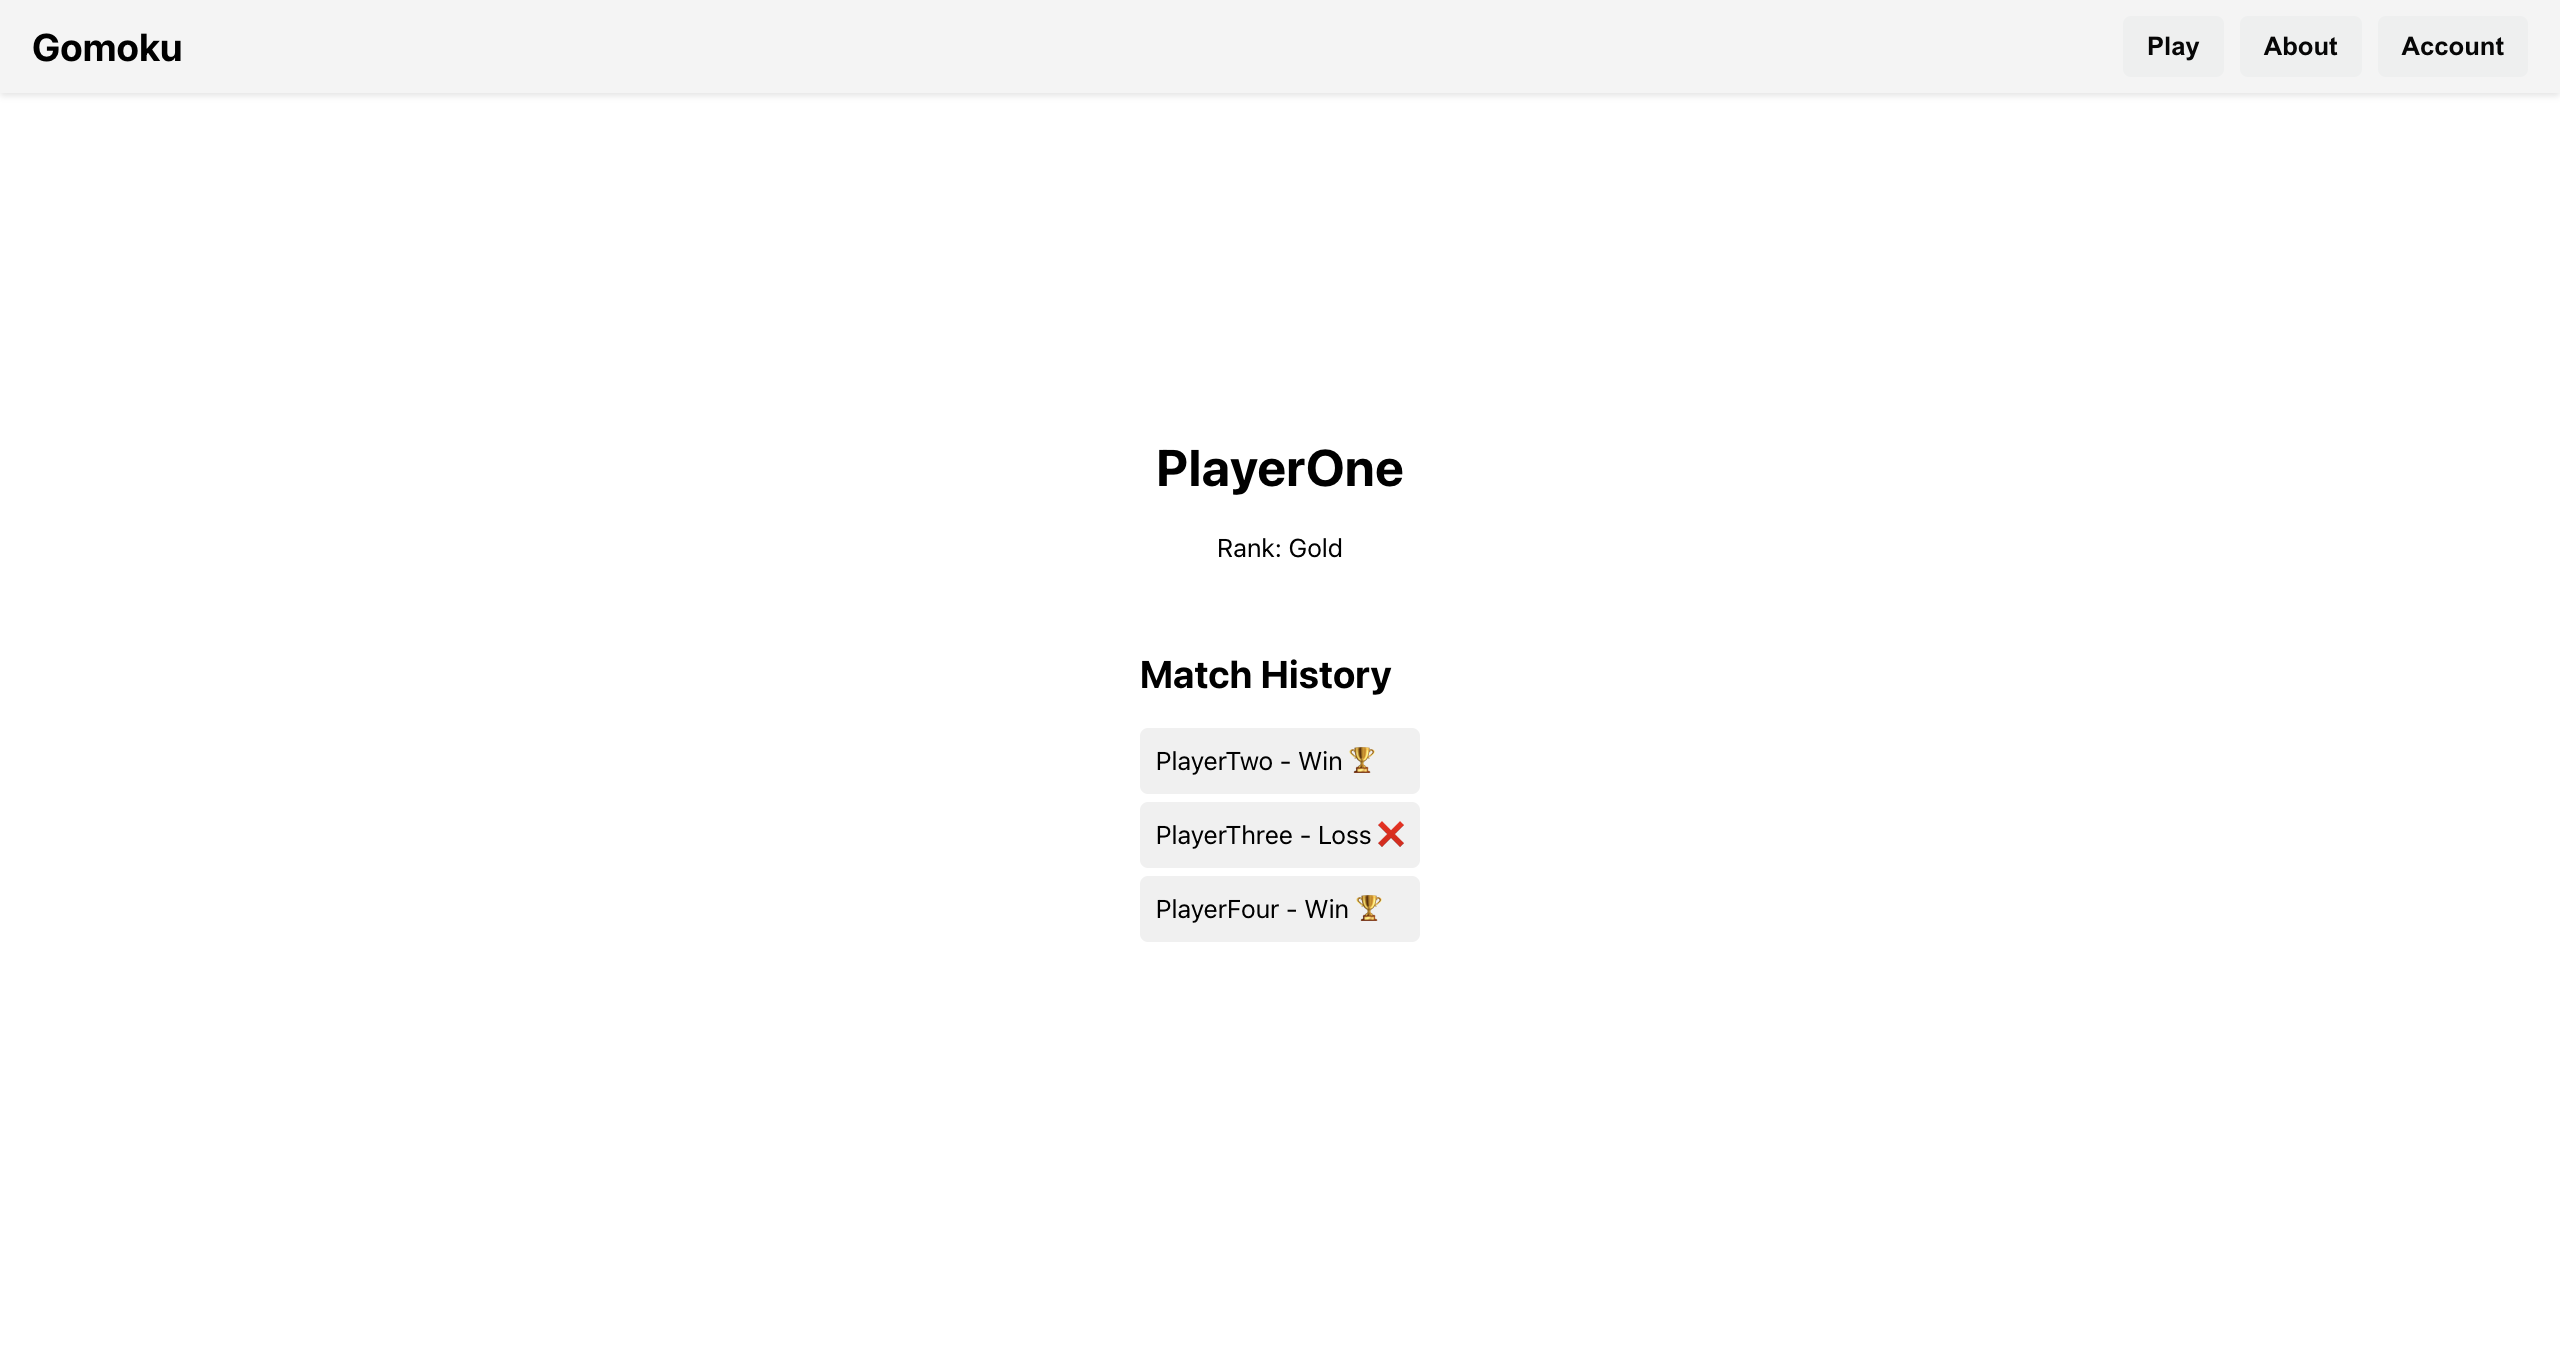 Gomoku
Play
About
Account
PlayerOne
Rank: Gold
Match History
PlayerTwo - Win 🏆
PlayerThree - Loss ❌
PlayerFour - Win 🏆